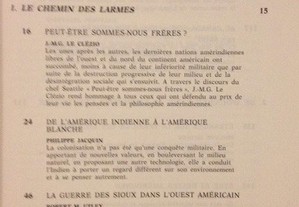 I. LE CHEMIN DES LARMES 15
16 PEUT-ÊTRE SOMMES-NOUS FRÈRES ?
J.-M.G. LE CLÉZIO
Les unes après les autres, les dernières nations amérindiennes
libres de l'ouest et du nord du continent américain ont
succombé, moins à cause de leur infériorité militaire que par
suite de la destruction progressive de leur milieu et de la
désintégration sociale qui s'ensuivit. À travers le discours du
chef Seattle « Peut-être sommes-nous frères », J.-M.G. Le
Clézio rend hommage à tous ceux qui ont défendu au prix de
leur vie les pensées et la philosophie amérindiennes.
24 DE L'AMÉRIQUE INDIENNE À L'AMÉRIQUE
BLANCHE
PHILIPPE JACQUIN
La colonisation n'a pas été qu'une conquête militaire. En
apportant de nouvelles valeurs, en bouleversant le milieu
naturel, en proposant une autre technologie, elle a conduit
l'Indien à porter un regard différent sur son environnement
et à se penser autrement.
48 LA GUERRE DES SIOUX DANS L'OUEST AMÉRICAIN
ROBERT M. UTLEY